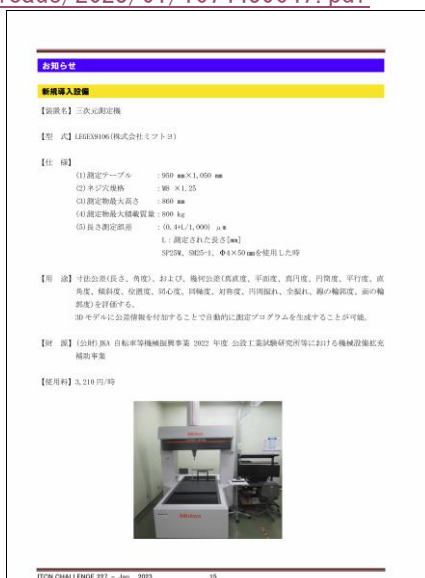 reads/2023/01/1674480047.pdf
お知らせ
新規導入設備
【装置名】三次元測定機
【型 式】LEGEX9106(株式会社ミツトヨ)
【仕 様】
(1)測定テーブル :950 mm×1,050 mm
(2)ネジ穴規格 :M8 ×1.25
(3)測定物最大高さ :860 mm
(4)測定物最大積載質量:800 kg
(5)長さ測定誤差 :(0.4+L/1,000) μm
L:測定された長さ[mm]
SP25M、SM25-1、Φ4×50 mmを使用した時
【用 途】寸法公差(長さ、角度)、および、幾何公差(真直度、平面度、真円度、円筒度、平行度、直
角度、傾斜度、位置度、同心度、同軸度、対称度、円周振れ、全振れ、線の輪郭度、面の輪
郭度)を評価する。
3D モデルに公差情報を付加することで自動的に測定プログラムを生成することが可能。
【財 源】(公財)JKA 自転車等機械振興事業 2022 年度 公設工業試験研究所等における機械設備拡充
補助事業
【使用料】3,210 円/時
Mitutoyo
Mitutoyo
ITCN CHALLENGE 227 - Jan. 2023 15